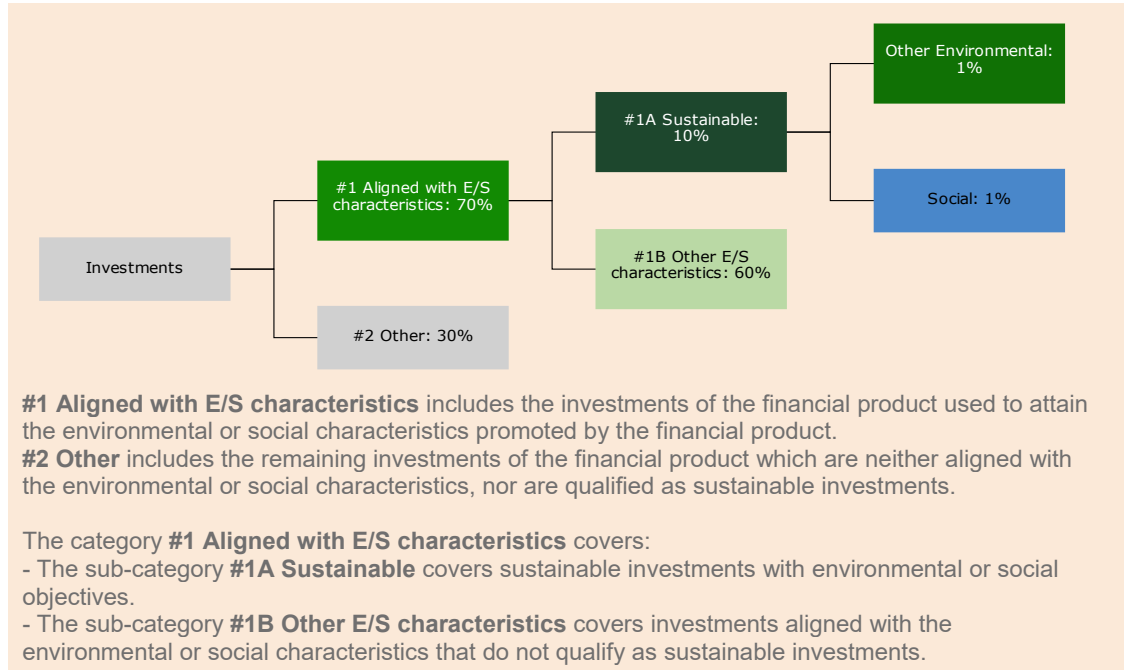 Other Environmental:
1%
#1A Sustainable:
10%
#1 Aligned with E/S
characteristics: 70%
Social: 1%
Investments
#1B Other E/S
characteristics: 60%
#2 Other: 30%
#1 Aligned with E/S characteristics includes the investments of the financial product used to attain
the environmental or social characteristics promoted by the financial product.
#2 Other includes the remaining investments of the financial product which are neither aligned with
the environmental or social characteristics, nor are qualified as sustainable investments.
The category #1 Aligned with E/S characteristics covers:
- The sub-category #1A Sustainable covers sustainable investments with environmental or social
objectives.
- The sub-category #1B Other E/S characteristics covers investments aligned with the
environmental or social characteristics that do not qualify as sustainable investments.